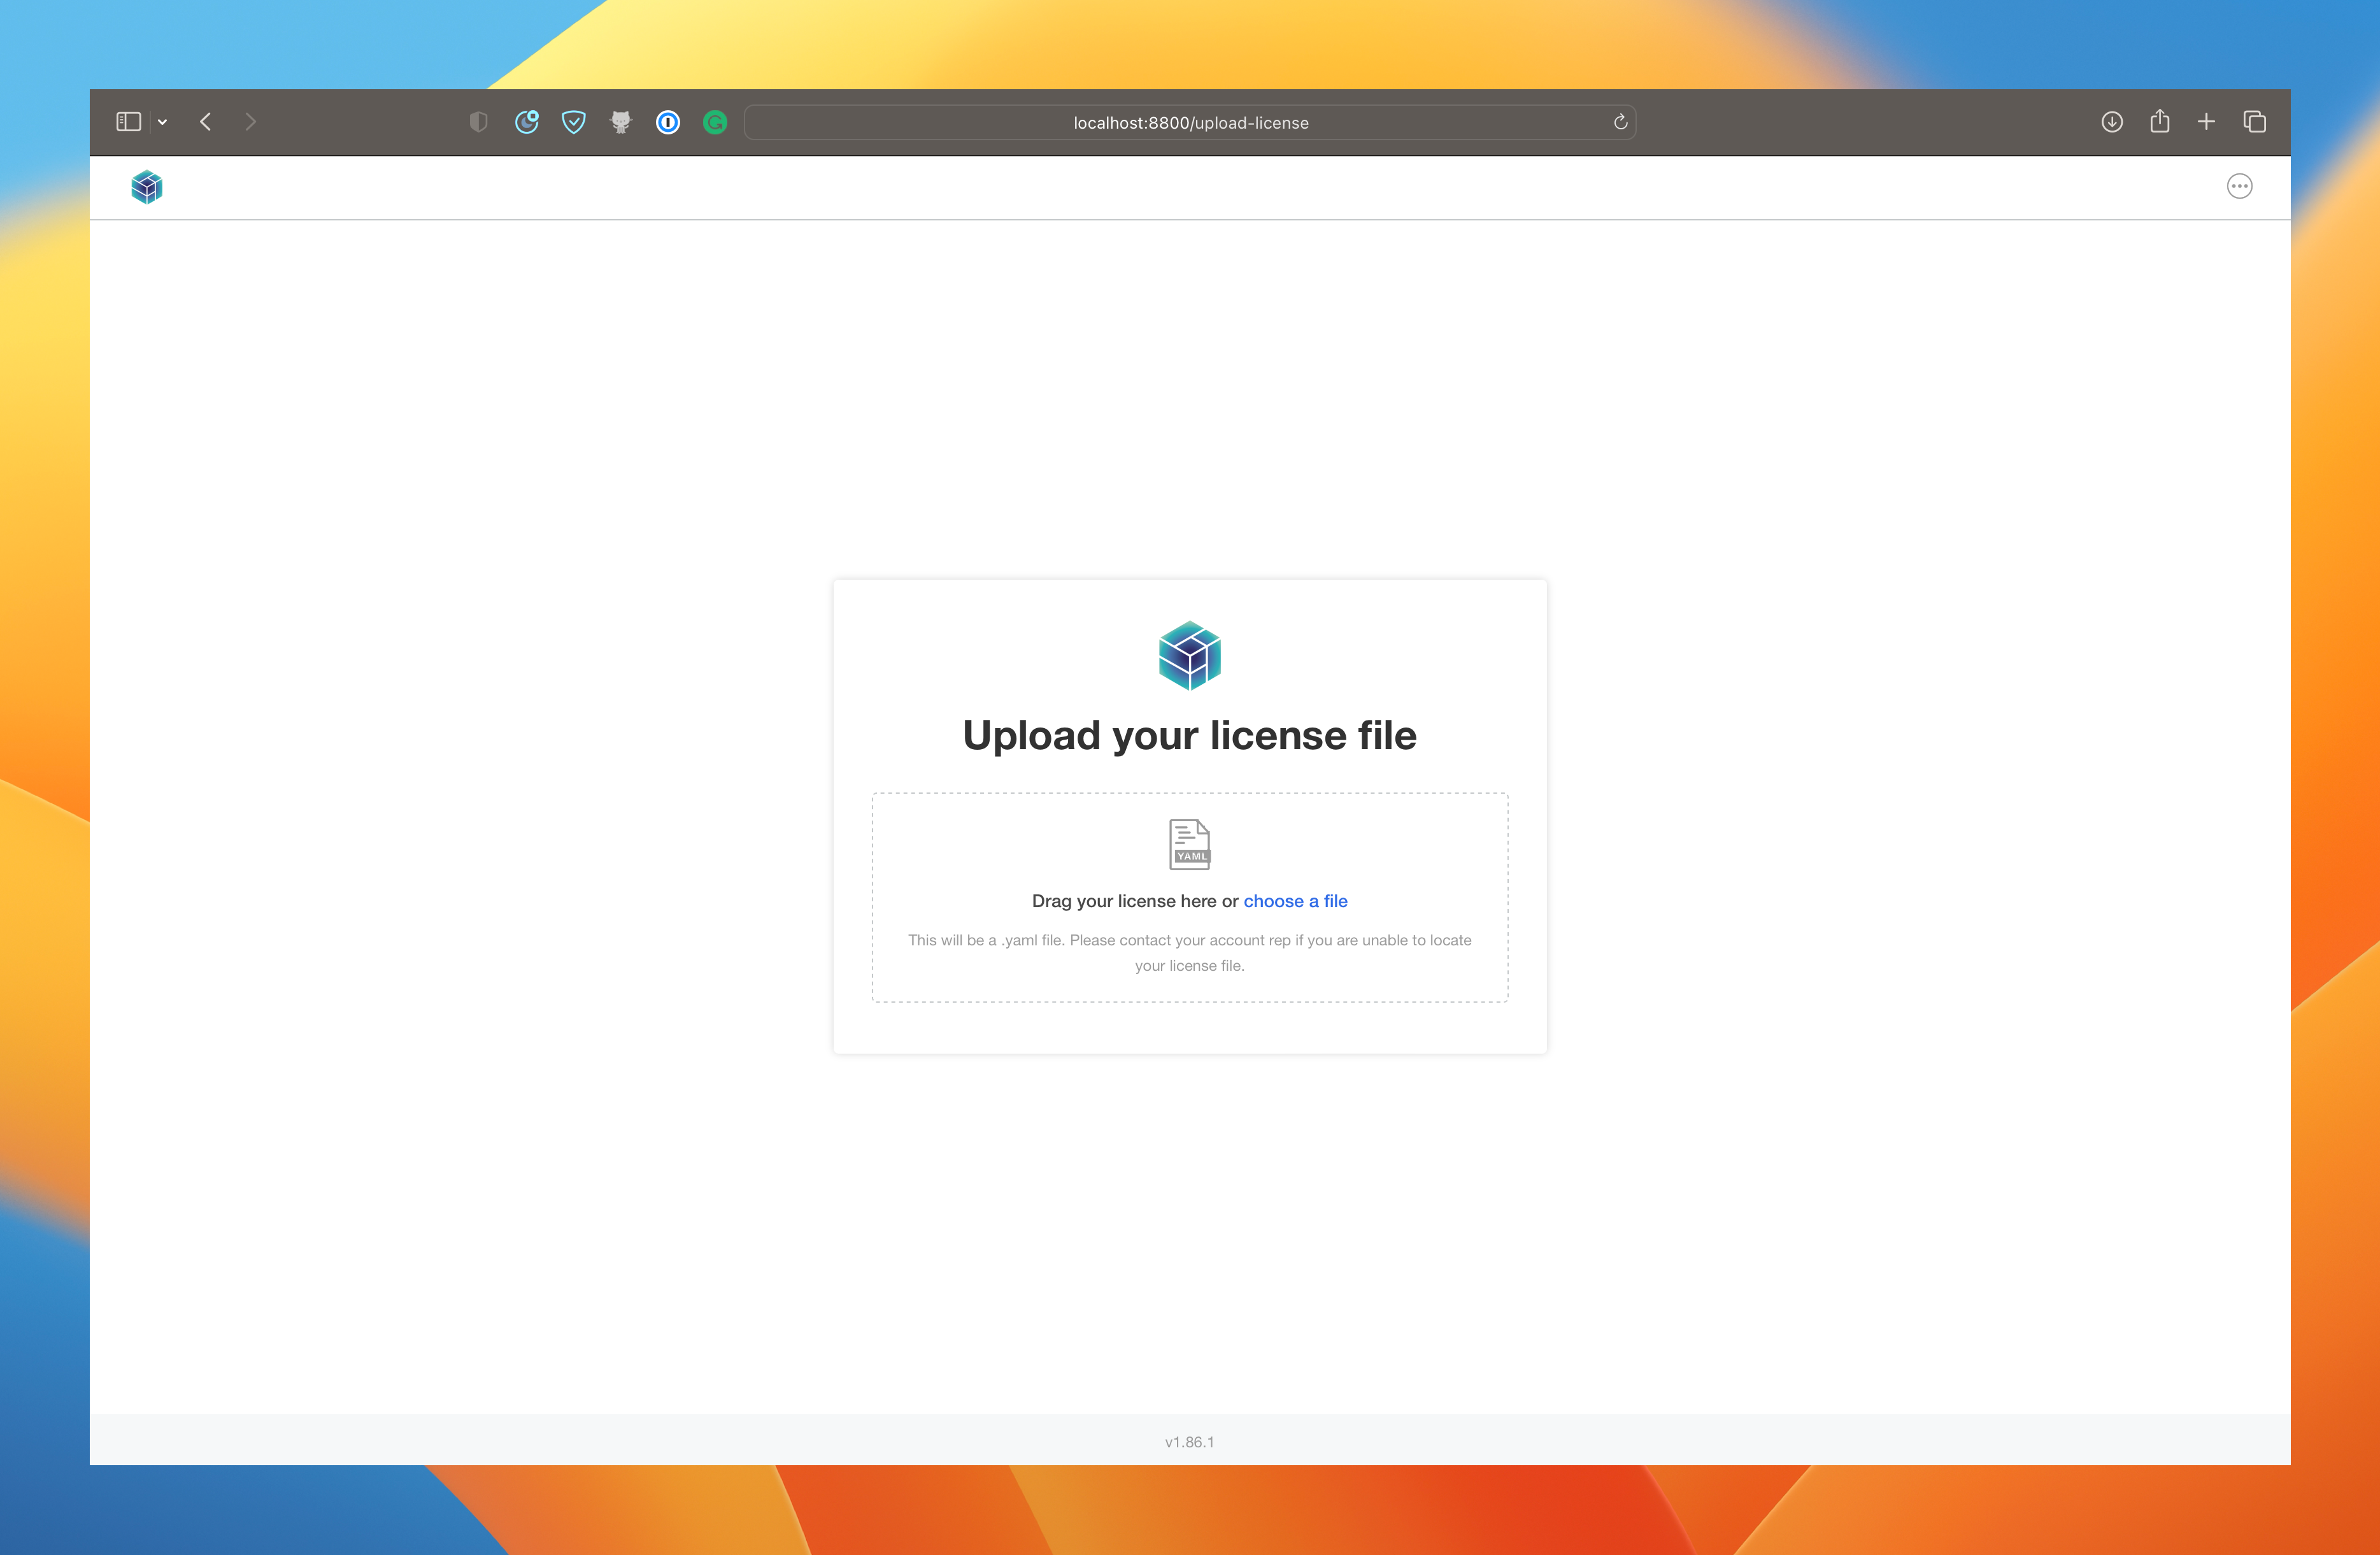 localhost:8800/upload-license
Upload your license file
YAML
Drag your license here or choose a file
This will be a .yaml file. Please contact your account rep if you are unable to locate
your license file.
v1.86.1